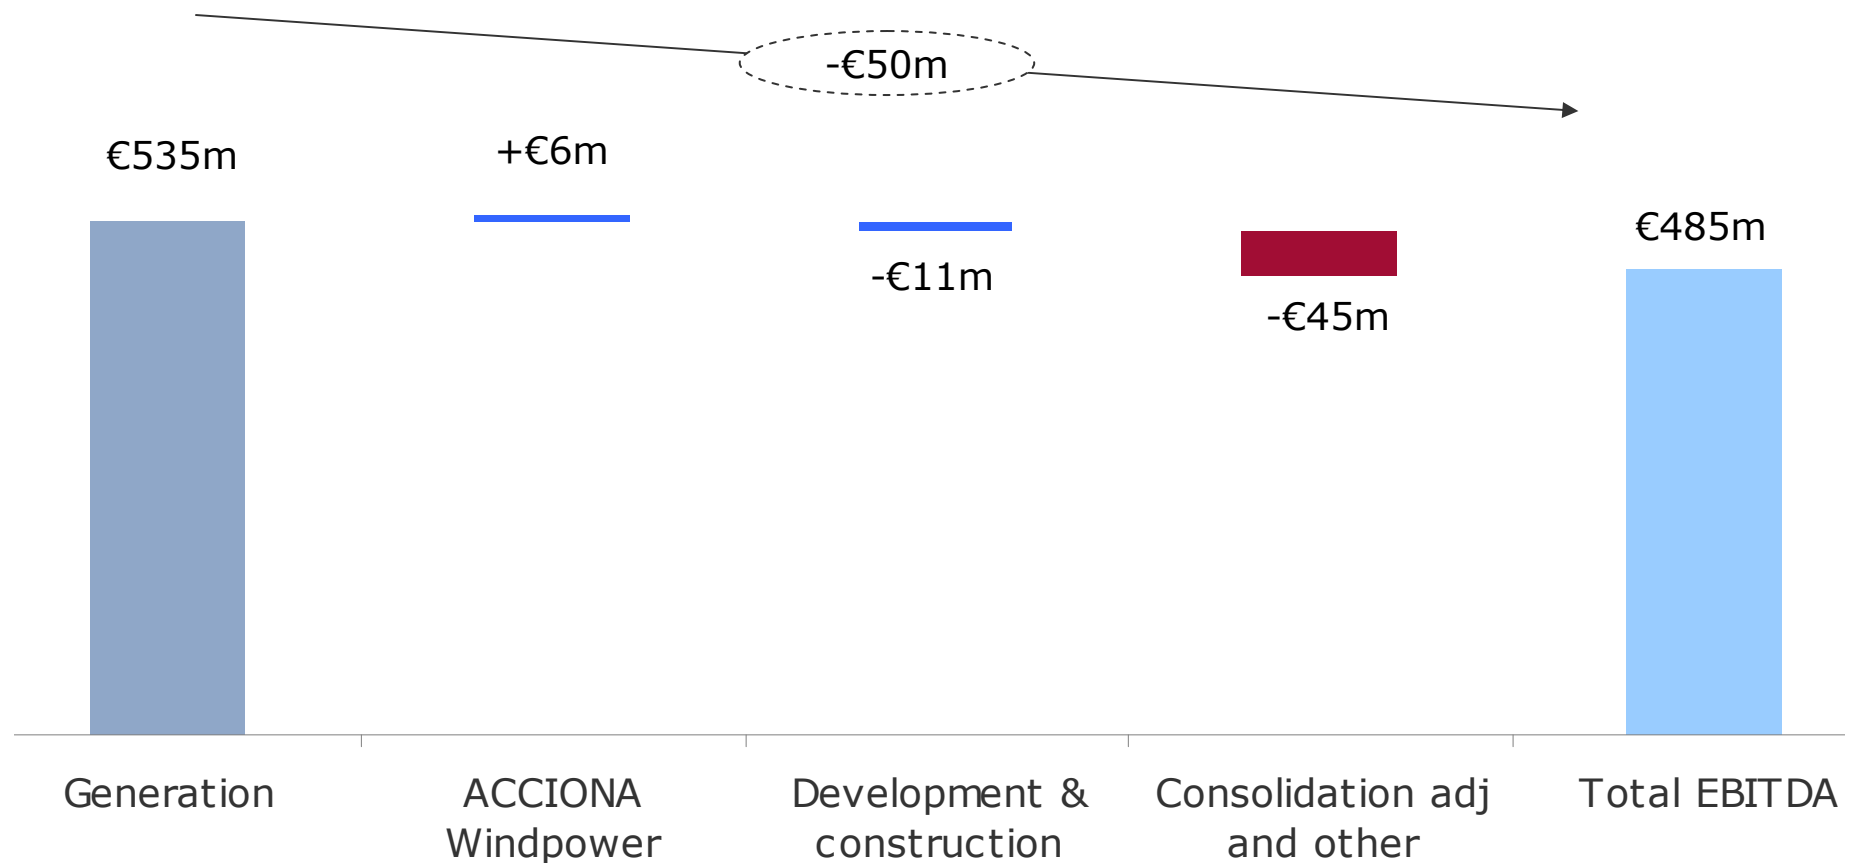 -€50m
€535m
+€6m
-€11m
-€45m
€485m
Generation
ACCIONA
Windpower
Development &
construction
Consolidation adj
and other
Total EBITDA